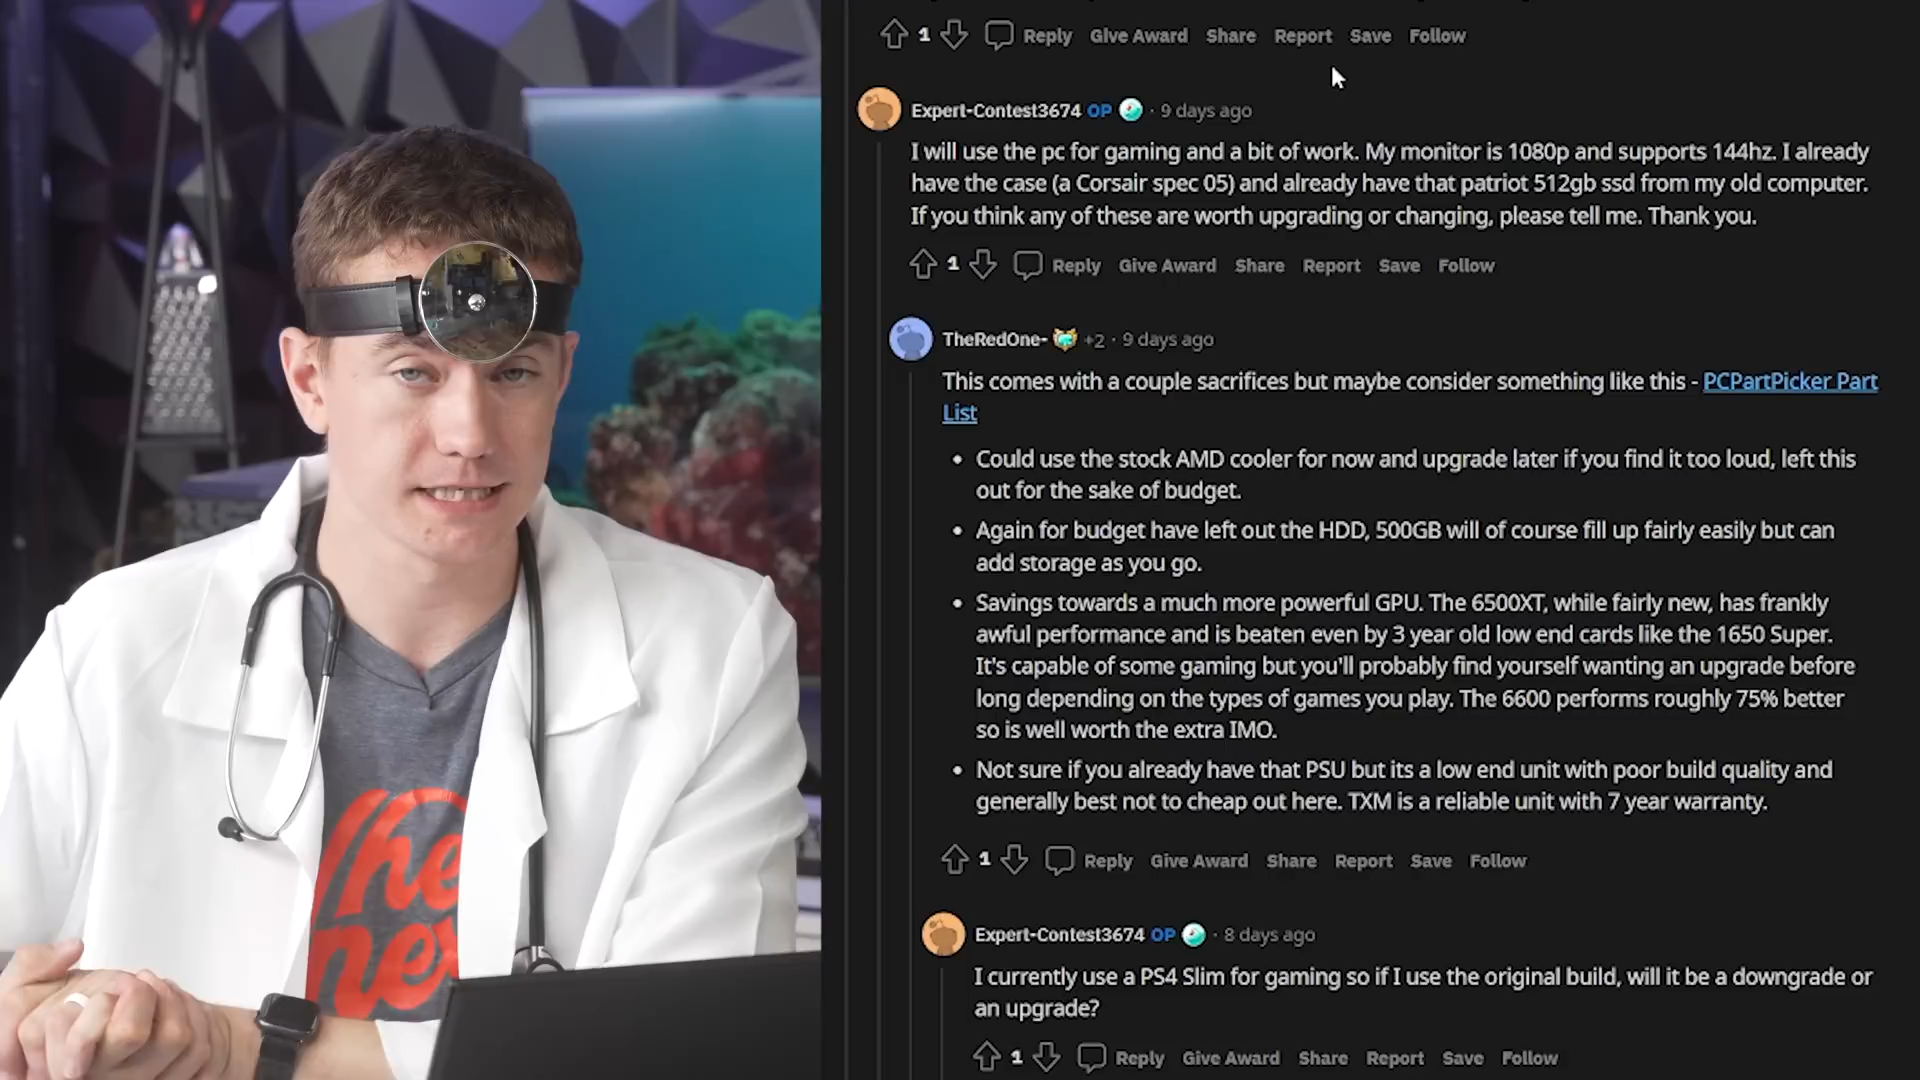 1 Reply Give Award Share Report Save Follow
Expert-Contest3674 OP · 9 days ago
I will use the pc for gaming and a bit of work. My monitor is 1080p and supports 144hz. I already
have the case (a Corsair spec 05) and already have that patriot 512gb ssd from my old computer.
If you think any of these are worth upgrading or changing, please tell me. Thank you.
1 Reply Give Award Share Report Save Follow
TheRedOne- +2 · 9 days ago
This comes with a couple sacrifices but maybe consider something like this - PCPartPicker Part
List
• Could use the stock AMD cooler for now and upgrade later if you find it too loud, left this
out for the sake of budget.
• Again for budget have left out the HDD, 500GB will of course fill up fairly easily but can
add storage as you go.
• Savings towards a much more powerful GPU. The 6500XT, while fairly new, has frankly
awful performance and is beaten even by 3 year old low end cards like the 1650 Super.
It's capable of some gaming but you'll probably find yourself wanting an upgrade before
long depending on the types of games you play. The 6600 performs roughly 75% better
so is well worth the extra IMO.
• Not sure if you already have that PSU but its a low end unit with poor build quality and
generally best not to cheap out here. TXM is a reliable unit with 7 year warranty.
1 Reply Give Award Share Report Save Follow
Expert-Contest3674 OP · 8 days ago
I currently use a PS4 Slim for gaming so if I use the original build, will it be a downgrade or
an upgrade?
1 Reply Give Award Share Report Save Follow